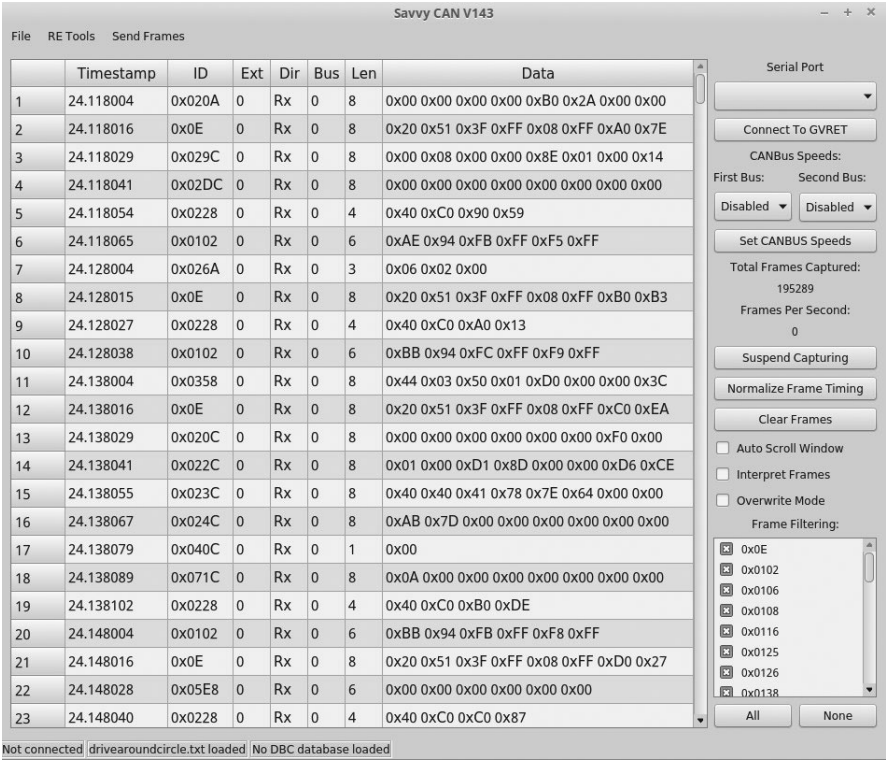 Savvy CAN V143
File RE Tools Send Frames
Timestamp ID Ext Dir Bus Len Data
1 24.118004 0x020A 0 Rx 0 8 0x00 0x00 0x00 0x00 0xB0 0x2A 0x00 0x00
2 24.118016 0x0E 0 Rx 0 8 0x20 0x51 0x3F 0xFF 0x08 0xFF 0xA0 0x7E
3 24.118029 0x029C 0 Rx 0 8 0x00 0x08 0x00 0x00 0x8E 0x01 0x00 0x14
4 24.118041 0x02DC 0 Rx 0 8 0x00 0x00 0x00 0x00 0x00 0x00 0x00 0x00
5 24.118054 0x0228 0 Rx 0 4 0x40 0xC0 0x90 0x59
6 24.118065 0x0102 0 Rx 0 6 0xAE 0x94 0xFB 0xFF 0xF5 0xFF
7 24.128004 0x026A 0 Rx 0 3 0x06 0x02 0x00
8 24.128015 0x0E 0 Rx 0 8 0x20 0x51 0x3F 0xFF 0x08 0xFF 0xB0 0xB3
9 24.128027 0x0228 0 Rx 0 4 0x40 0xC0 0xA0 0x13
10 24.128038 0x0102 0 Rx 0 6 0xBB 0x94 0xFC 0xFF 0xF9 0xFF
11 24.138004 0x0358 0 Rx 0 8 0x44 0x03 0x50 0x01 0xD0 0x00 0x00 0x3C
12 24.138016 0x0E 0 Rx 0 8 0x20 0x51 0x3F 0xFF 0x08 0xFF 0xC0 0xEA
13 24.138029 0x020C 0 Rx 0 8 0x00 0x00 0x00 0x00 0x00 0x00 0xF0 0x00
14 24.138041 0x022C 0 Rx 0 8 0x01 0x00 0xD1 0x8D 0x00 0x00 0xD6 0xCE
15 24.138055 0x023C 0 Rx 0 8 0x40 0x40 0x41 0x78 0x7E 0x64 0x00 0x00
16 24.138067 0x024C 0 Rx 0 8 0xAB 0x7D 0x00 0x00 0x00 0x00 0x00 0x00
17 24.138079 0x040C 0 Rx 0 1 0x00
18 24.138089 0x071C 0 Rx 0 8 0x0A 0x00 0x00 0x00 0x00 0x00 0x00 0x00
19 24.138102 0x0228 0 Rx 0 4 0x40 0xC0 0xB0 0xDE
20 24.148004 0x0102 0 Rx 0 6 0xBB 0x94 0xFB 0xFF 0xF8 0xFF
21 24.148016 0x0E 0 Rx 0 8 0x20 0x51 0x3F 0xFF 0x08 0xFF 0xD0 0x27
22 24.148028 0x05E8 0 Rx 0 6 0x00 0x00 0x00 0x00 0x00 0x00
23 24.148040 0x0228 0 Rx 0 4 0x40 0xC0 0xC0 0x87
Serial Port
Connect To GVRET
CANBus Speeds:
First Bus: Second Bus:
Disabled Disabled
Set CANBUS Speeds
Total Frames Captured:
195289
Frames Per Second:
0
Suspend Capturing
Normalize Frame Timing
Clear Frames
Auto Scroll Window
Interpret Frames
Overwrite Mode
Frame Filtering:
0x0E
0x0102
0x0106
0x0108
0x0116
0x0125
0x0126
0x0138
All None
Not connected drivearoundcircle.txt loaded No DBC database loaded